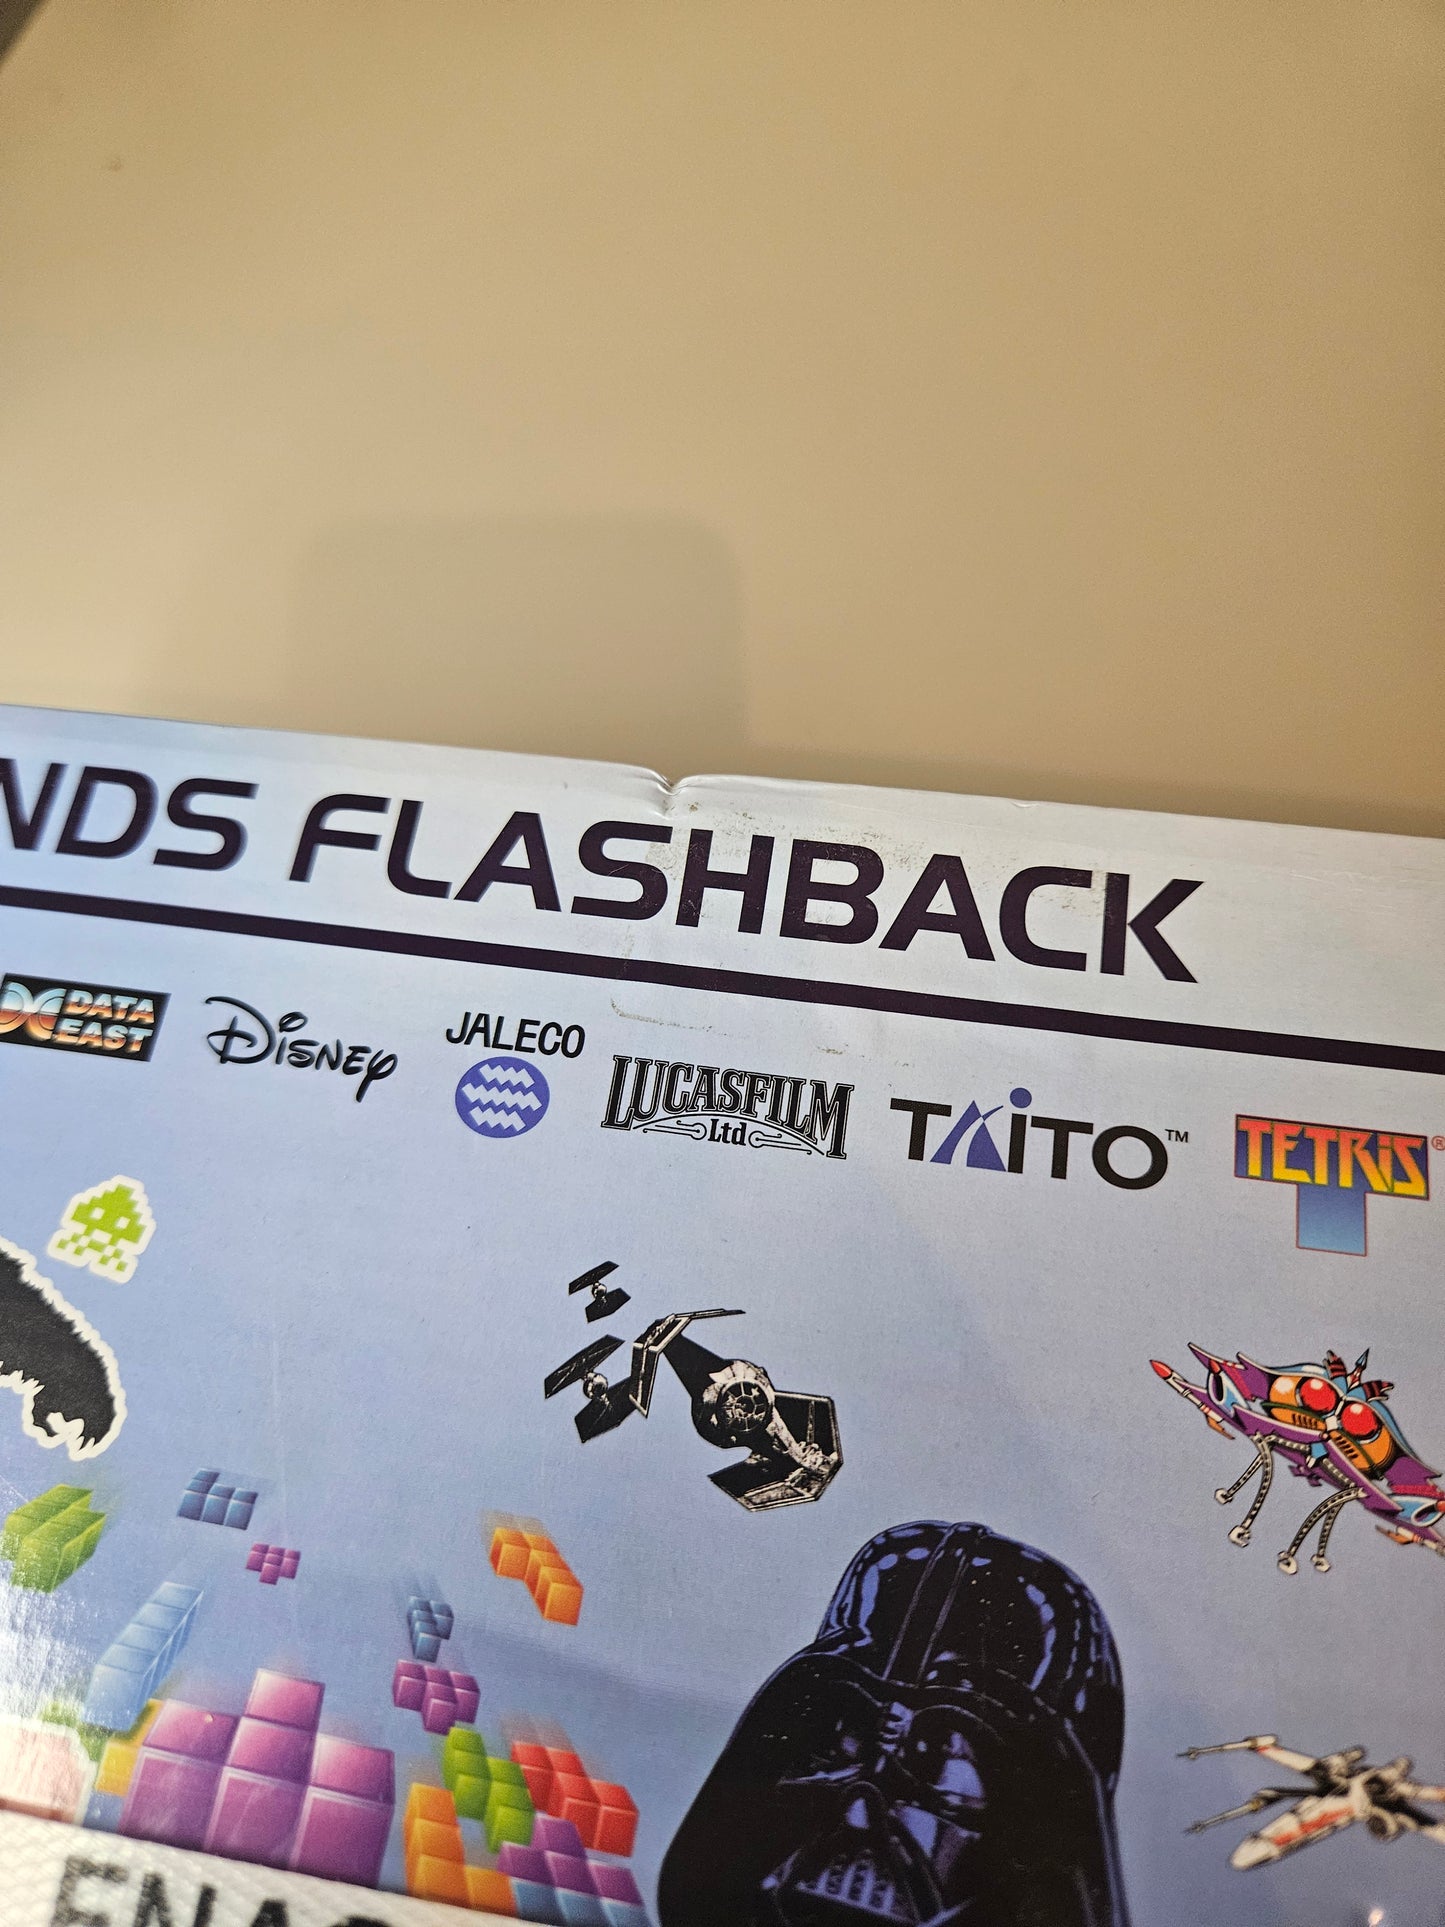 NDS FLASHBACK
DATA EAST
Disney
JALECO
LUCASFILM Ltd
TAITO™
TETRIS®